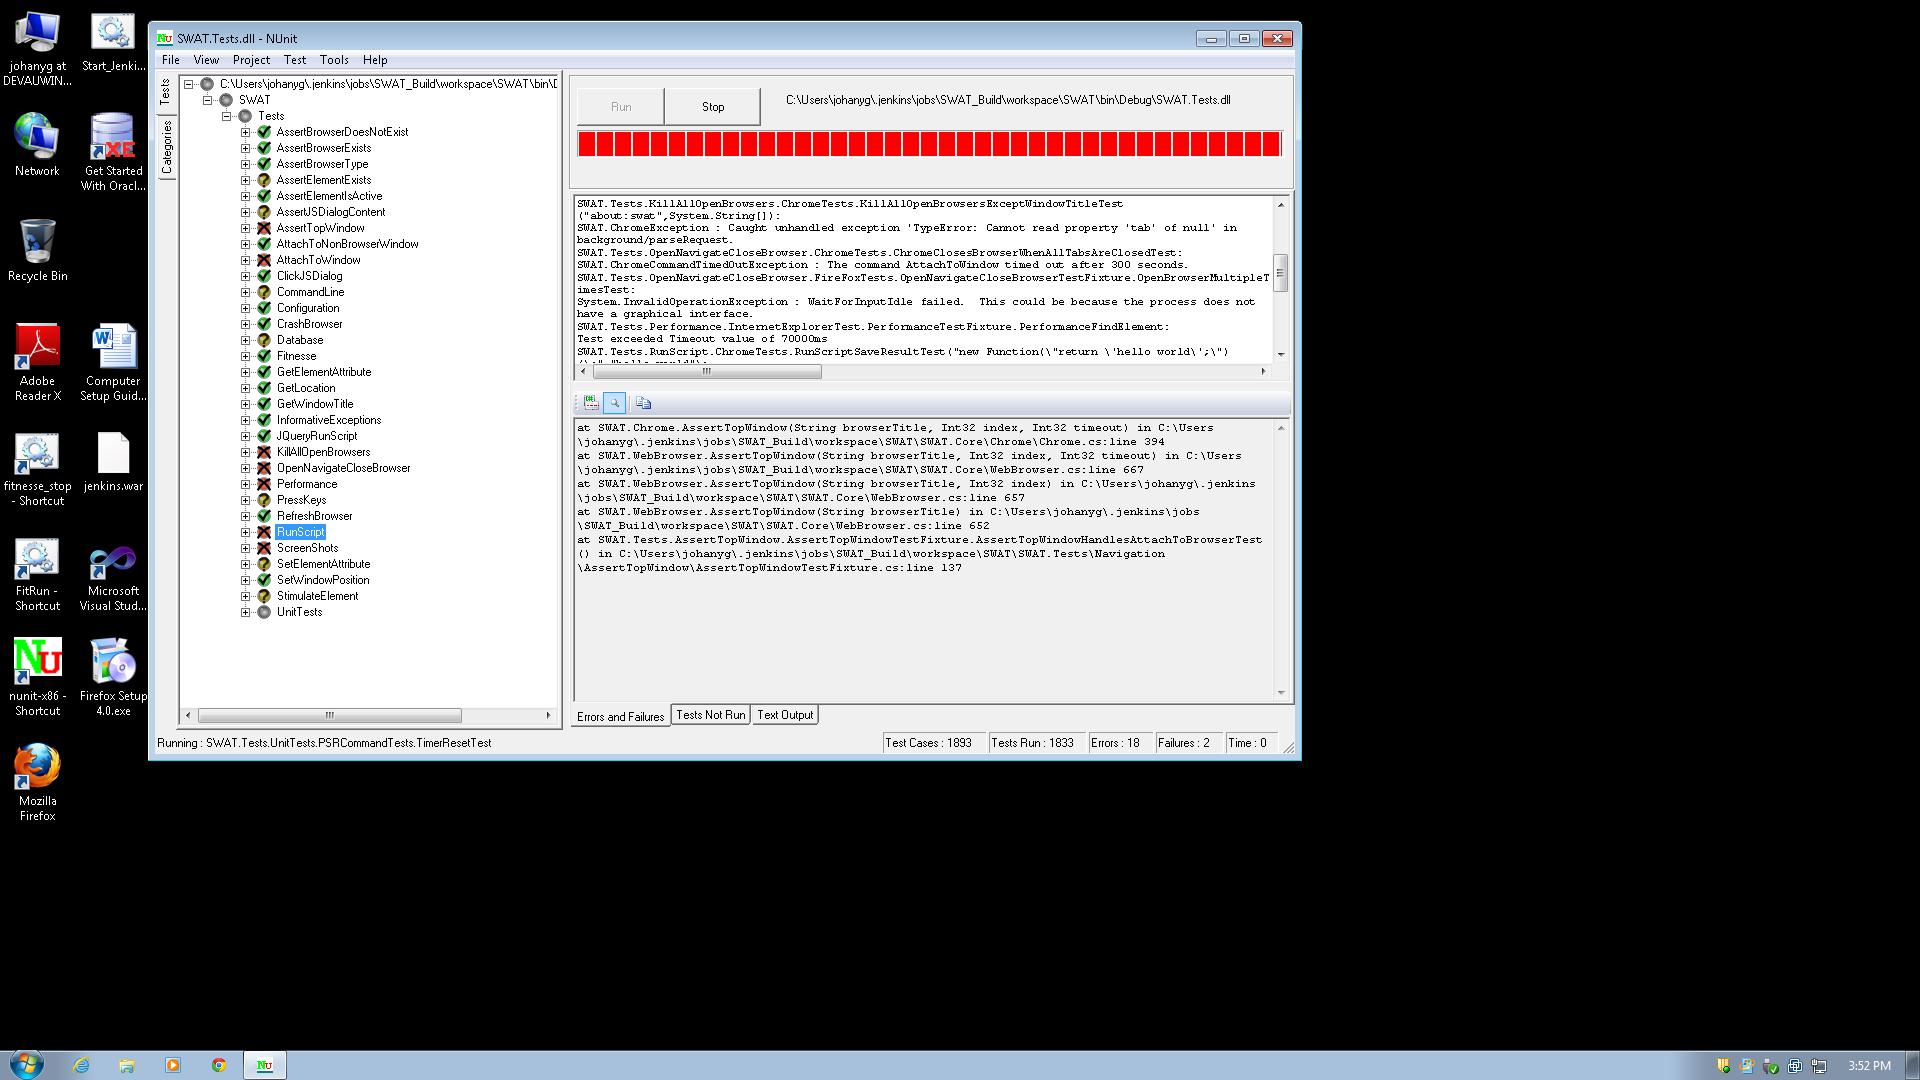 johanyg at
DEVAUWIN...
Start_Jenki...
Network
Get Started
With Oracl...
Recycle Bin
Adobe
Reader X
Computer
Setup Guid...
fitnesse_stop
- Shortcut
jenkins.war
FitRun -
Shortcut
Microsoft
Visual Stud...
nunit-x86 -
Shortcut
Firefox Setup
4.0.exe
Mozilla
Firefox
SWAT.Tests.dll - NUnit
File View Project Test Tools Help
Tests
Categories
C:\Users\johanyg\.jenkins\jobs\SWAT_Build\workspace\SWAT\bin\D
SWAT
Tests
AssertBrowserDoesNotExist
AssertBrowserExists
AssertBrowserType
AssertElementExists
AssertElementIsActive
AssertJSDialogContent
AssertTopWindow
AttachToNonBrowserWindow
AttachToWindow
ClickJSDialog
CommandLine
Configuration
CrashBrowser
Database
Fitnesse
GetElementAttribute
GetLocation
GetWindowTitle
InformativeExceptions
JQueryRunScript
KillAllOpenBrowsers
OpenNavigateCloseBrowser
Performance
PressKeys
RefreshBrowser
RunScript
ScreenShots
SetElementAttribute
SetWindowPosition
StimulateElement
UnitTests
Run
Stop
C:\Users\johanyg\.jenkins\jobs\SWAT_Build\workspace\SWAT\bin\Debug\SWAT.Tests.dll
SWAT.Tests.KillAllOpenBrowsers.ChromeTests.KillAllOpenBrowsersExceptWindowTitleTest
("about:swat",System.String[]):
SWAT.ChromeException : Caught unhandled exception 'TypeError: Cannot read property 'tab' of null' in
background/parseRequest.
SWAT.Tests.OpenNavigateCloseBrowser.ChromeTests.ChromeClosesBrowserWhenAllTabsAreClosedTest:
SWAT.ChromeCommandTimedOutException : The command AttachToWindow timed out after 300 seconds.
SWAT.Tests.OpenNavigateCloseBrowser.FireFoxTests.OpenNavigateCloseBrowserTestFixture.OpenBrowserMultipleT
imesTest:
System.InvalidOperationException : WaitForInputIdle failed.  This could be because the process does not
have a graphical interface.
SWAT.Tests.Performance.InternetExplorerTest.PerformanceTestFixture.PerformanceFindElement:
Test exceeded Timeout value of 70000ms
SWAT.Tests.RunScript.ChromeTests.RunScriptSaveResultTest("new Function(\"return \'hello world\';\")
at SWAT.Chrome.AssertTopWindow(String browserTitle, Int32 index, Int32 timeout) in C:\Users
\johanyg\.jenkins\jobs\SWAT_Build\workspace\SWAT\SWAT.Core\Chrome\Chrome.cs:line 394
at SWAT.WebBrowser.AssertTopWindow(String browserTitle, Int32 index, Int32 timeout) in C:\Users
\johanyg\.jenkins\jobs\SWAT_Build\workspace\SWAT\SWAT.Core\WebBrowser.cs:line 667
at SWAT.WebBrowser.AssertTopWindow(String browserTitle, Int32 index) in C:\Users\johanyg\.jenkins
\jobs\SWAT_Build\workspace\SWAT\SWAT.Core\WebBrowser.cs:line 657
at SWAT.WebBrowser.AssertTopWindow(String browserTitle) in C:\Users\johanyg\.jenkins\jobs
\SWAT_Build\workspace\SWAT\SWAT.Core\WebBrowser.cs:line 652
at SWAT.Tests.AssertTopWindow.AssertTopWindowTestFixture.AssertTopWindowHandlesAttachToBrowserTest
() in C:\Users\johanyg\.jenkins\jobs\SWAT_Build\workspace\SWAT\SWAT.Tests\Navigation
\AssertTopWindow\AssertTopWindowTestFixture.cs:line 137
Errors and Failures
Tests Not Run
Text Output
Running : SWAT.Tests.UnitTests.PSRCommandTests.TimerResetTest
Test Cases : 1893
Tests Run : 1833
Errors : 18
Failures : 2
Time : 0
3:52 PM